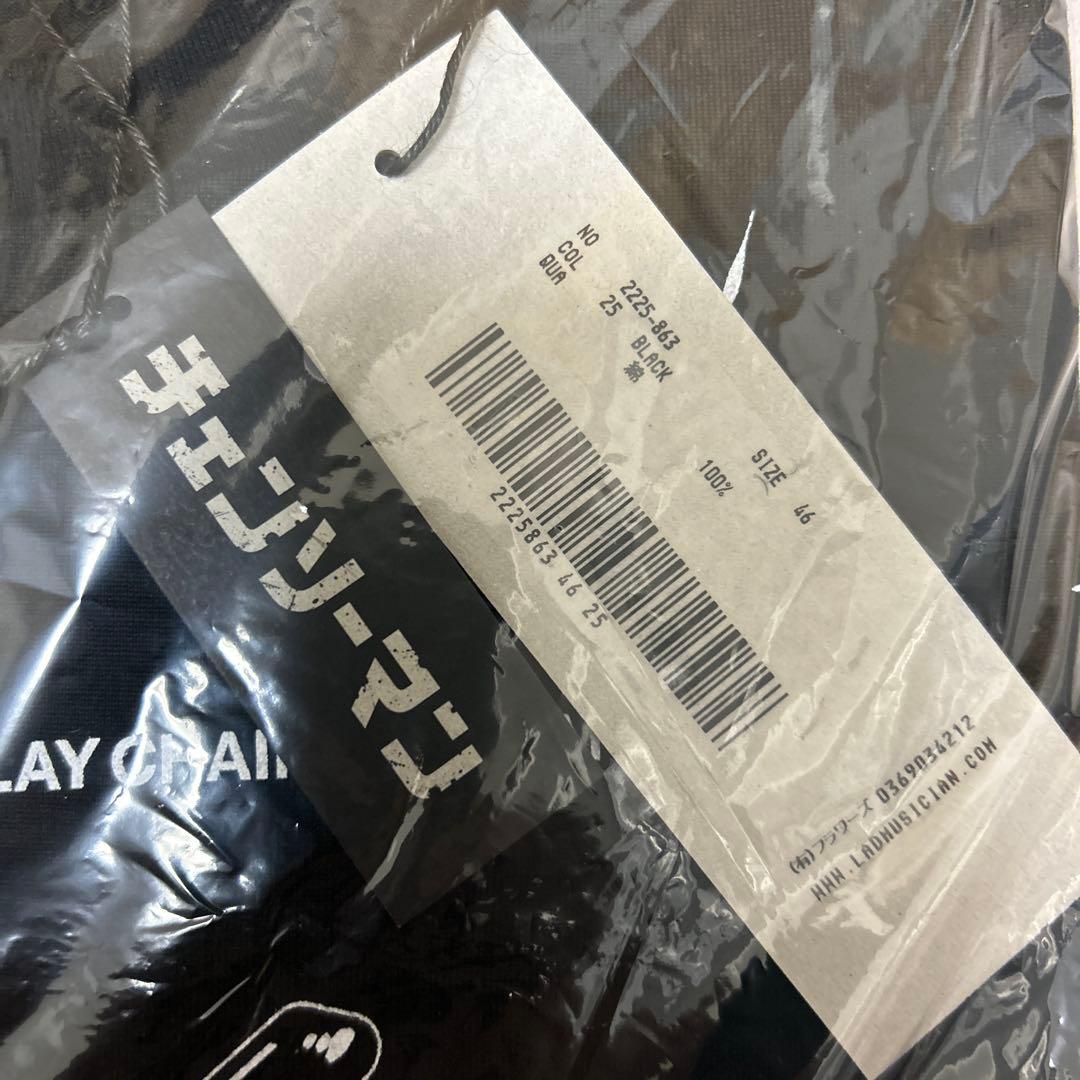 チェンソーマン
LAY CHAI
NO 2225-863 SIZE 46
COL 25 BLACK
QUA 綿 100%
2225863 46 25
(有)フラワーズ 0369034212
WWW.LADMUSICIAN.COM